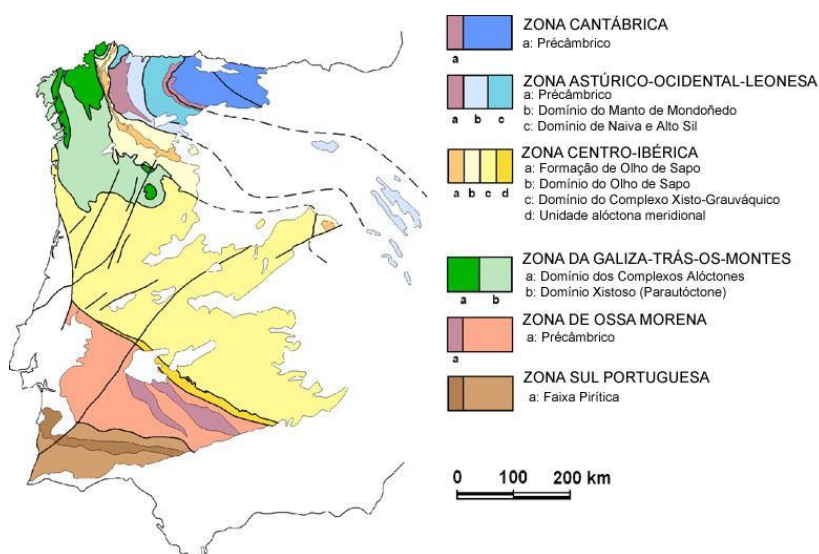 ZONA CANTÁBRICA
a: Précâmbrico
a
ZONA ASTÚRICO-OCIDENTAL-LEONESA
a: Précâmbrico
b: Domínio do Manto de Mondoñedo
c: Domínio de Naiva e Alto Sil
a b c
ZONA CENTRO-IBÉRICA
a: Formação de Olho de Sapo
b: Domínio do Olho de Sapo
c: Domínio do Complexo Xisto-Grauváquico
d: Unidade alóctona meridional
a b c d
ZONA DA GALIZA-TRÁS-OS-MONTES
a: Domínio dos Complexos Alóctones
b: Domínio Xistoso (Parautóctone)
a b
ZONA DE OSSA MORENA
a: Précâmbrico
a
ZONA SUL PORTUGUESA
a: Faixa Pirítica
0 100 200 km